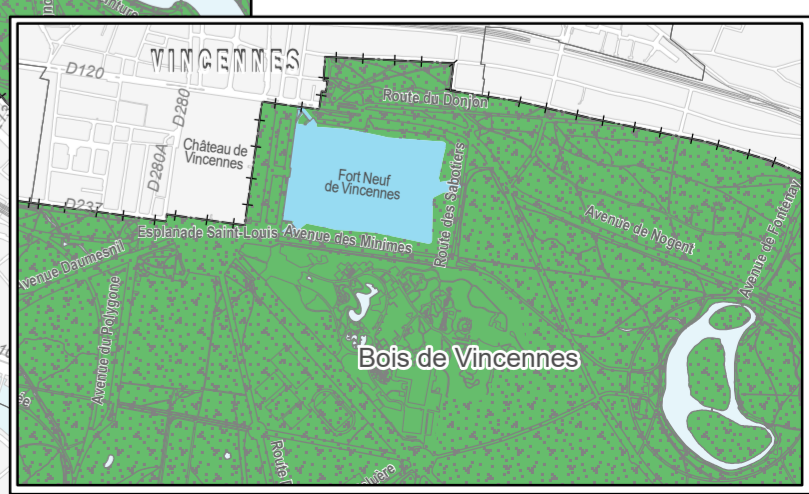 VINCENNES
D120
D280
Route du Donjon
Château de
Vincennes
D280A
Fort Neuf
de Vincennes
Route des Sabotiers
D237
Esplanade Saint-Louis
Avenue des Minimes
Avenue de Nogent
Avenue de Fontenay
Avenue Daumesnil
Avenue du Polygone
Bois de Vincennes
Route